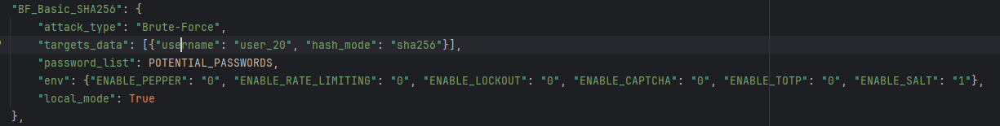 "BF_Basic_SHA256": {
"attack_type": "Brute-Force",
"targets_data": [{"username": "user_20", "hash_mode": "sha256"}],
"password_list": POTENTIAL_PASSWORDS,
"env": {"ENABLE_PEPPER": "0", "ENABLE_RATE_LIMITING": "0", "ENABLE_LOCKOUT": "0", "ENABLE_CAPTCHA": "0", "ENABLE_TOTP": "0", "ENABLE_SALT": "1"},
"local_mode": True
},